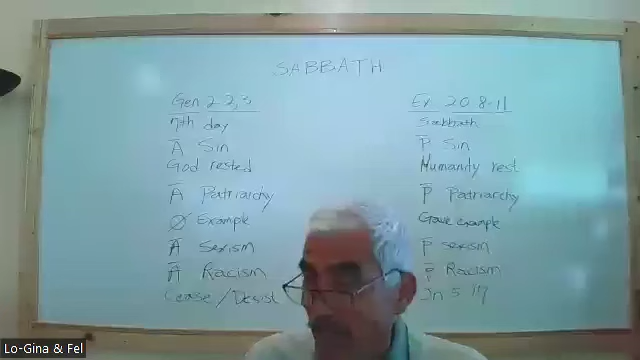 SABBATH
Gen 2 2,3
7th day
Ā Sin
God rested
Ā Patriarchy
Ø Example
Ā Sexism
Ā Racism
Cease / Desist
Ex 20 8-11
Sabbath
P̄ Sin
Humanity rest
P̄ Patriarchy
Gave example
P̄ sexism
P̄ Racism
Jn 5 17
Lo-Gina & Fel